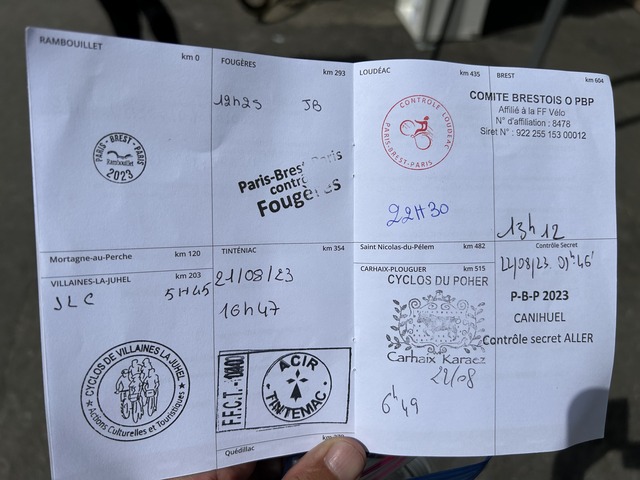 RAMBOUILLET km 0
PARIS - BREST - PARIS
Rambouillet
2023
Mortagne-au-Perche km 120
VILLAINES-LA-JUHEL km 203
JLC 5H45
CYCLOS DE VILLAINES LA JUHEL
Actions Culturelles et Touristiques
FOUGÈRES km 293
12h25 JB
Paris-Brest Paris
contrô
Fougères
TINTÉNIAC km 354
21/08/23
16h47
F.F.C.T.
ACIR
TINTENIAC
Quédillac
LOUDÉAC km 435
CONTROLE LOUDEAC
PARIS-BREST-PARIS
22H30
Saint Nicolas-du-Pélem km 482
CARHAIX-PLOUGUER km 515
CYCLOS DU POHER
Carhaix Karaez
22/08
6h49
BREST km 604
COMITE BRESTOIS O PBP
Affilié à la FF Vélo
N° d'affiliation : 8478
Siret N° : 922 255 153 00012
13h12
Contrôle Secret
22/08/23 01h46'
P-B-P 2023
CANIHUEL
Contrôle secret ALLER